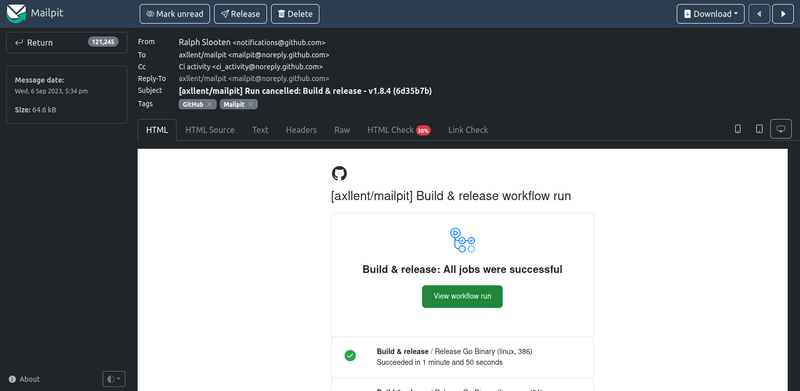 Mailpit
Mark unread
Release
Delete
Download
Return
121,245
Message date:
Wed, 6 Sep 2023, 5:34 pm
Size: 64.6 kB
From Ralph Slooten <notifications@github.com>
To axllent/mailpit <mailpit@noreply.github.com>
Cc Ci activity <ci_activity@noreply.github.com>
Reply-To axllent/mailpit <mailpit@noreply.github.com>
Subject [axllent/mailpit] Run cancelled: Build & release - v1.8.4 (6d35b7b)
Tags GitHub Mailpit
HTML HTML Source Text Headers Raw HTML Check 30% Link Check
[axllent/mailpit] Build & release workflow run
Build & release: All jobs were successful
View workflow run
Build & release / Release Go Binary (linux, 386)
Succeeded in 1 minute and 50 seconds
About